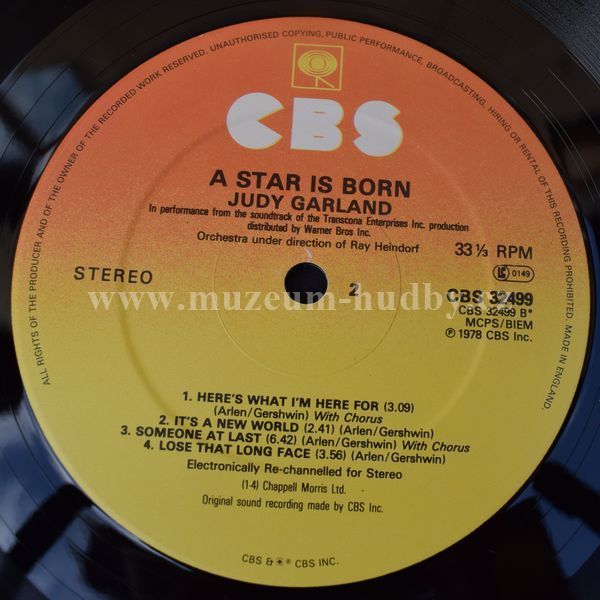 ALL RIGHTS OF THE PRODUCER AND OF THE OWNER OF THE RECORDED WORK RESERVED. UNAUTHORISED COPYING, PUBLIC PERFORMANCE, BROADCASTING, HIRING OR RENTAL OF THIS RECORDING PROHIBITED. MADE IN ENGLAND.
CBS
A STAR IS BORN
JUDY GARLAND
In performance from the soundtrack of the Transcona Enterprises Inc. production
distributed by Warner Bros Inc.
Orchestra under direction of Ray Heindorf
33⅓ RPM
STEREO
LC 0149
2
CBS 32499
CBS 32499 B*
MCPS/BIEM
℗ 1978 CBS Inc.
www.muzeum-hudby.cz
1. HERE'S WHAT I'M HERE FOR (3.09)
(Arlen/Gershwin) With Chorus
2. IT'S A NEW WORLD (2.41) (Arlen/Gershwin)
3. SOMEONE AT LAST (6.42) (Arlen/Gershwin) With Chorus
4. LOSE THAT LONG FACE (3.56) (Arlen/Gershwin)
Electronically Re-channelled for Stereo
(1-4) Chappell Morris Ltd.
Original sound recording made by CBS Inc.
CBS & ® CBS INC.